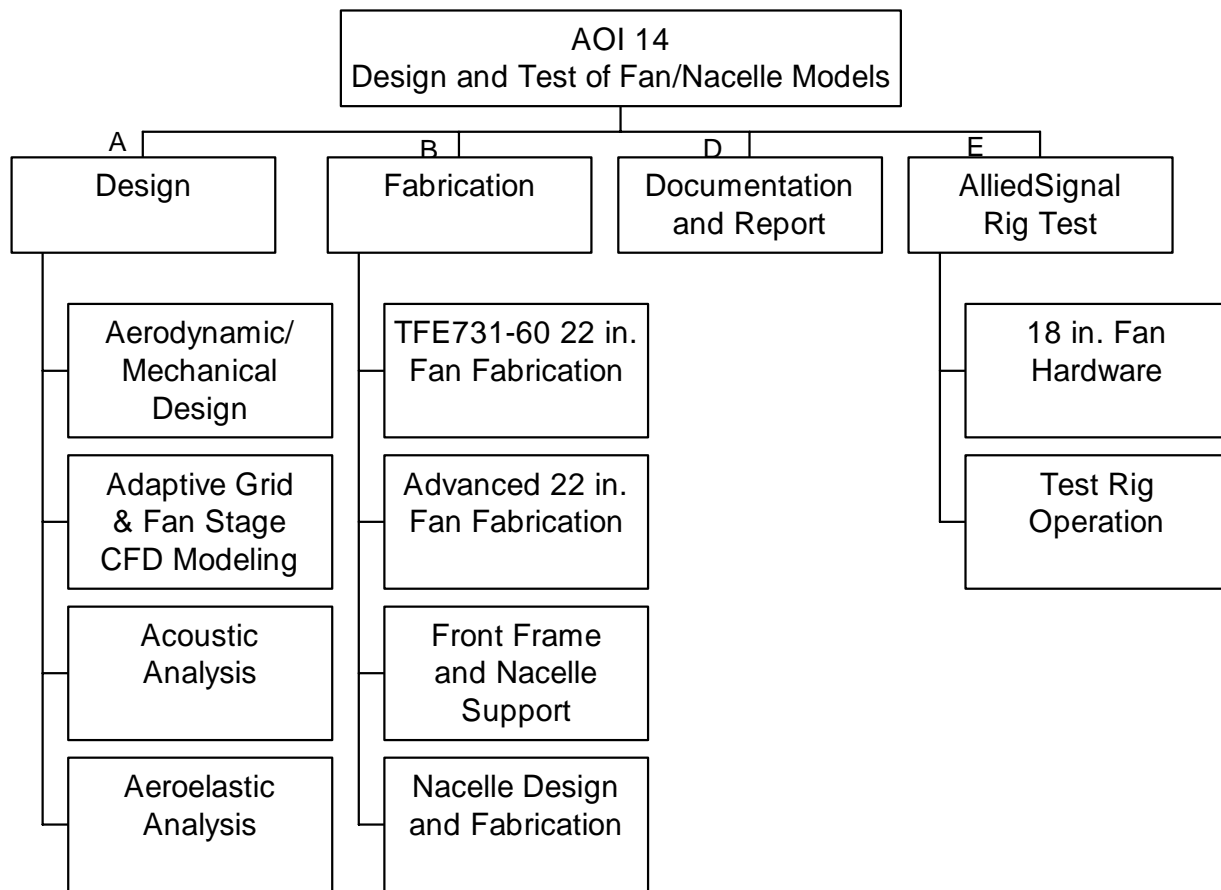 AOI 14
Design and Test of Fan/Nacelle Models
A
Design
B
Fabrication
D
Documentation
and Report
E
AlliedSignal
Rig Test
Aerodynamic/
Mechanical
Design
Adaptive Grid
& Fan Stage
CFD Modeling
Acoustic
Analysis
Aeroelastic
Analysis
TFE731-60 22 in.
Fan Fabrication
Advanced 22 in.
Fan Fabrication
Front Frame
and Nacelle
Support
Nacelle Design
and Fabrication
18 in. Fan
Hardware
Test Rig
Operation